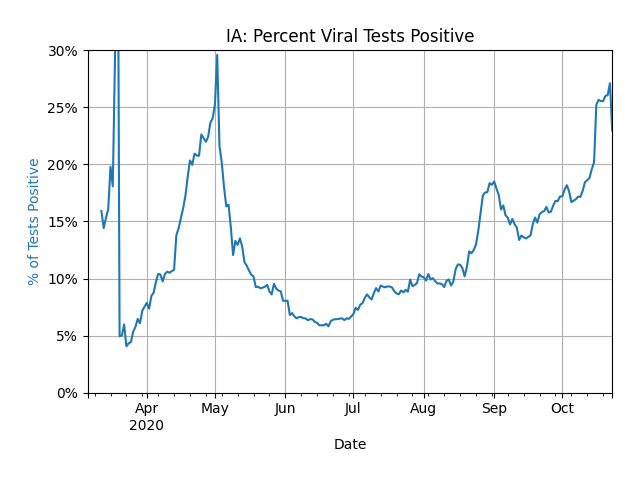 IA: Percent Viral Tests Positive
30%
25%
20%
15%
10%
5%
0%
% of Tests Positive
Apr May Jun Jul Aug Sep Oct
2020
Date